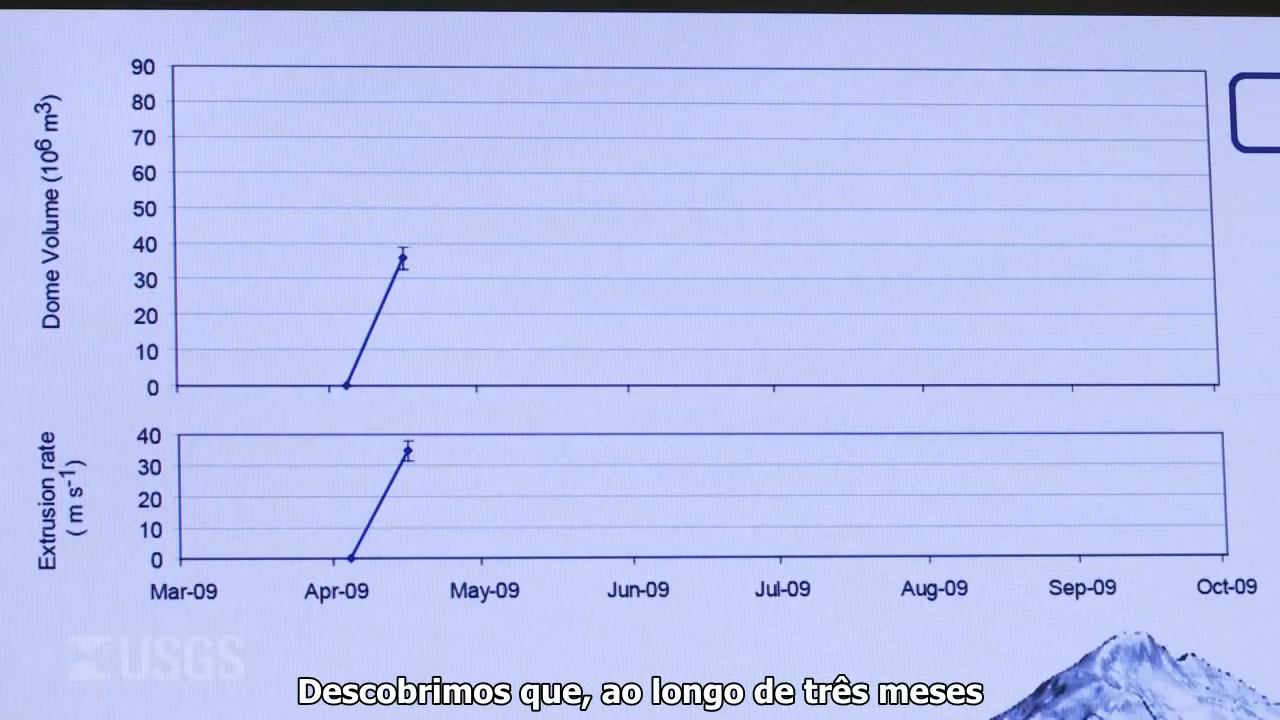 90
80
70
60
50
40
30
20
10
0
Dome Volume (10⁶ m³)
40
30
20
10
0
Extrusion rate
( m s⁻¹)
Mar-09 Apr-09 May-09 Jun-09 Jul-09 Aug-09 Sep-09 Oct-09
USGS
Descobrimos que, ao longo de três meses